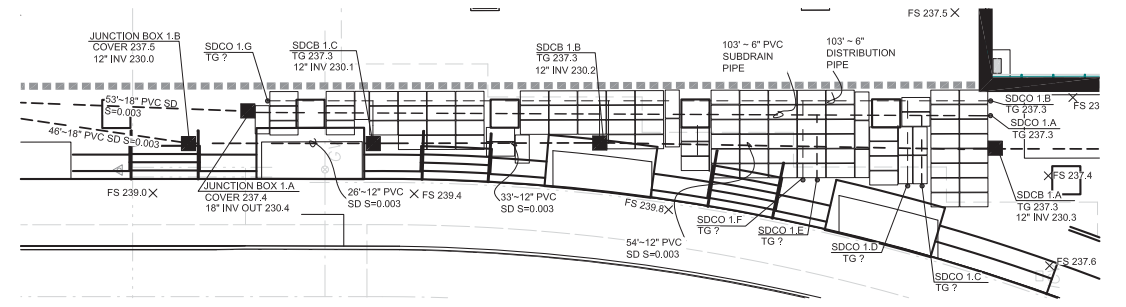 FS 237.5
JUNCTION BOX 1.B
COVER 237.5
12" INV 230.0
SDCO 1.G
TG ?
SDCB 1.C
TG 237.3
12" INV 230.1
SDCB 1.B
TG 237.3
12" INV 230.2
103' ~ 6" PVC
SUBDRAIN
PIPE
103' ~ 6"
DISTRIBUTION
PIPE
53'~18" PVC SD
S=0.003
46'~18" PVC SD S=0.003
SDCO 1.B
TG 237.3
FS 23
SDCO 1.A
TG 237.3
FS 237.4
FS 239.0
JUNCTION BOX 1.A
COVER 237.4
18" INV OUT 230.4
26'~12" PVC
SD S=0.003
FS 239.4
33'~12" PVC
SD S=0.003
FS 239.8
54'~12" PVC
SD S=0.003
SDCO 1.F
TG ?
SDCO 1.E
TG ?
SDCO 1.D
TG ?
SDCO 1.C
TG ?
SDCB 1.A
TG 237.3
12" INV 230.3
FS 237.6